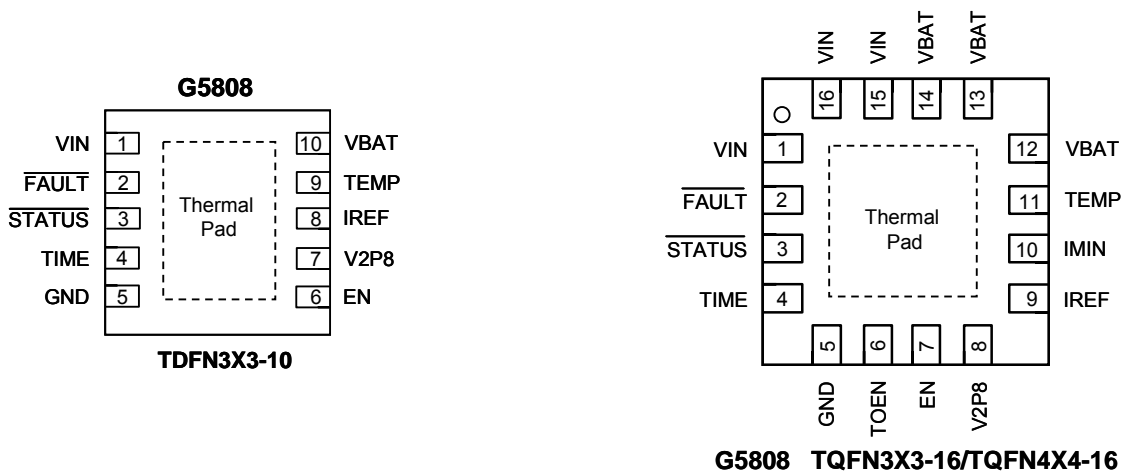 G5808
VIN 1 10 VBAT
FAULT 2 9 TEMP
STATUS 3 8 IREF
TIME 4 7 V2P8
GND 5 6 EN
Thermal
Pad
TDFN3X3-10
VIN VIN VBAT VBAT
16 15 14 13
VIN 1 12 VBAT
FAULT 2 11 TEMP
STATUS 3 10 IMIN
TIME 4 9 IREF
Thermal
Pad
5 6 7 8
GND TOEN EN V2P8
G5808 TQFN3X3-16/TQFN4X4-16